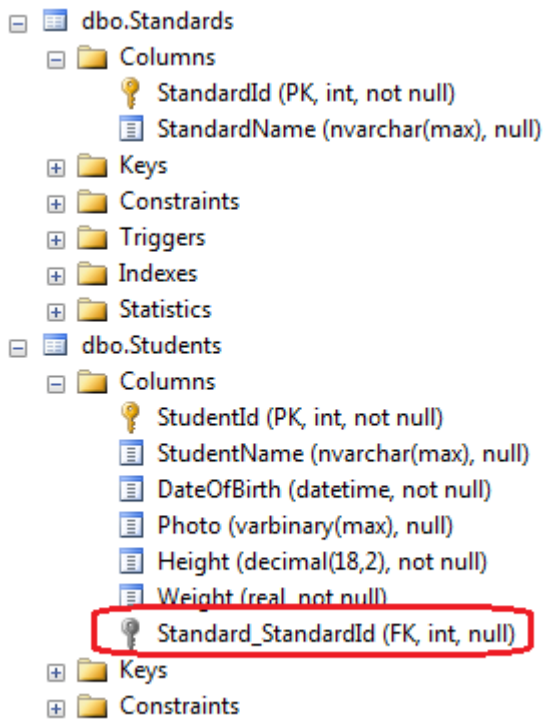 dbo.Standards
Columns
StandardId (PK, int, not null)
StandardName (nvarchar(max), null)
Keys
Constraints
Triggers
Indexes
Statistics
dbo.Students
Columns
StudentId (PK, int, not null)
StudentName (nvarchar(max), null)
DateOfBirth (datetime, not null)
Photo (varbinary(max), null)
Height (decimal(18,2), not null)
Weight (real, not null)
Standard_StandardId (FK, int, null)
Keys
Constraints